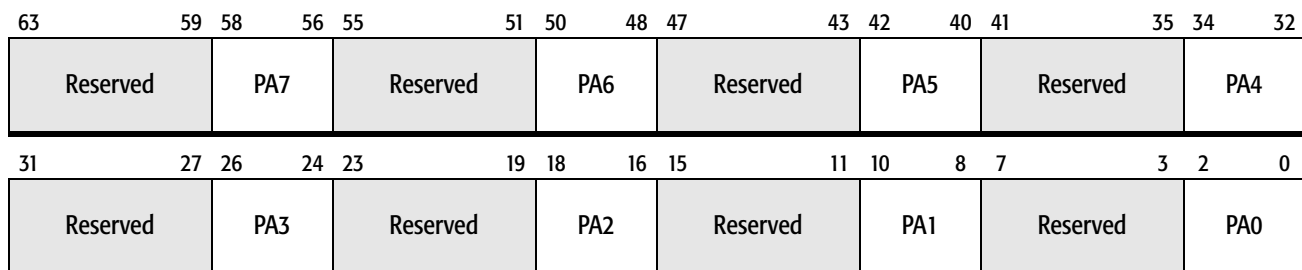 63 59 58 56 55 51 50 48 47 43 42 40 41 35 34 32
Reserved PA7 Reserved PA6 Reserved PA5 Reserved PA4
31 27 26 24 23 19 18 16 15 11 10 8 7 3 2 0
Reserved PA3 Reserved PA2 Reserved PA1 Reserved PA0